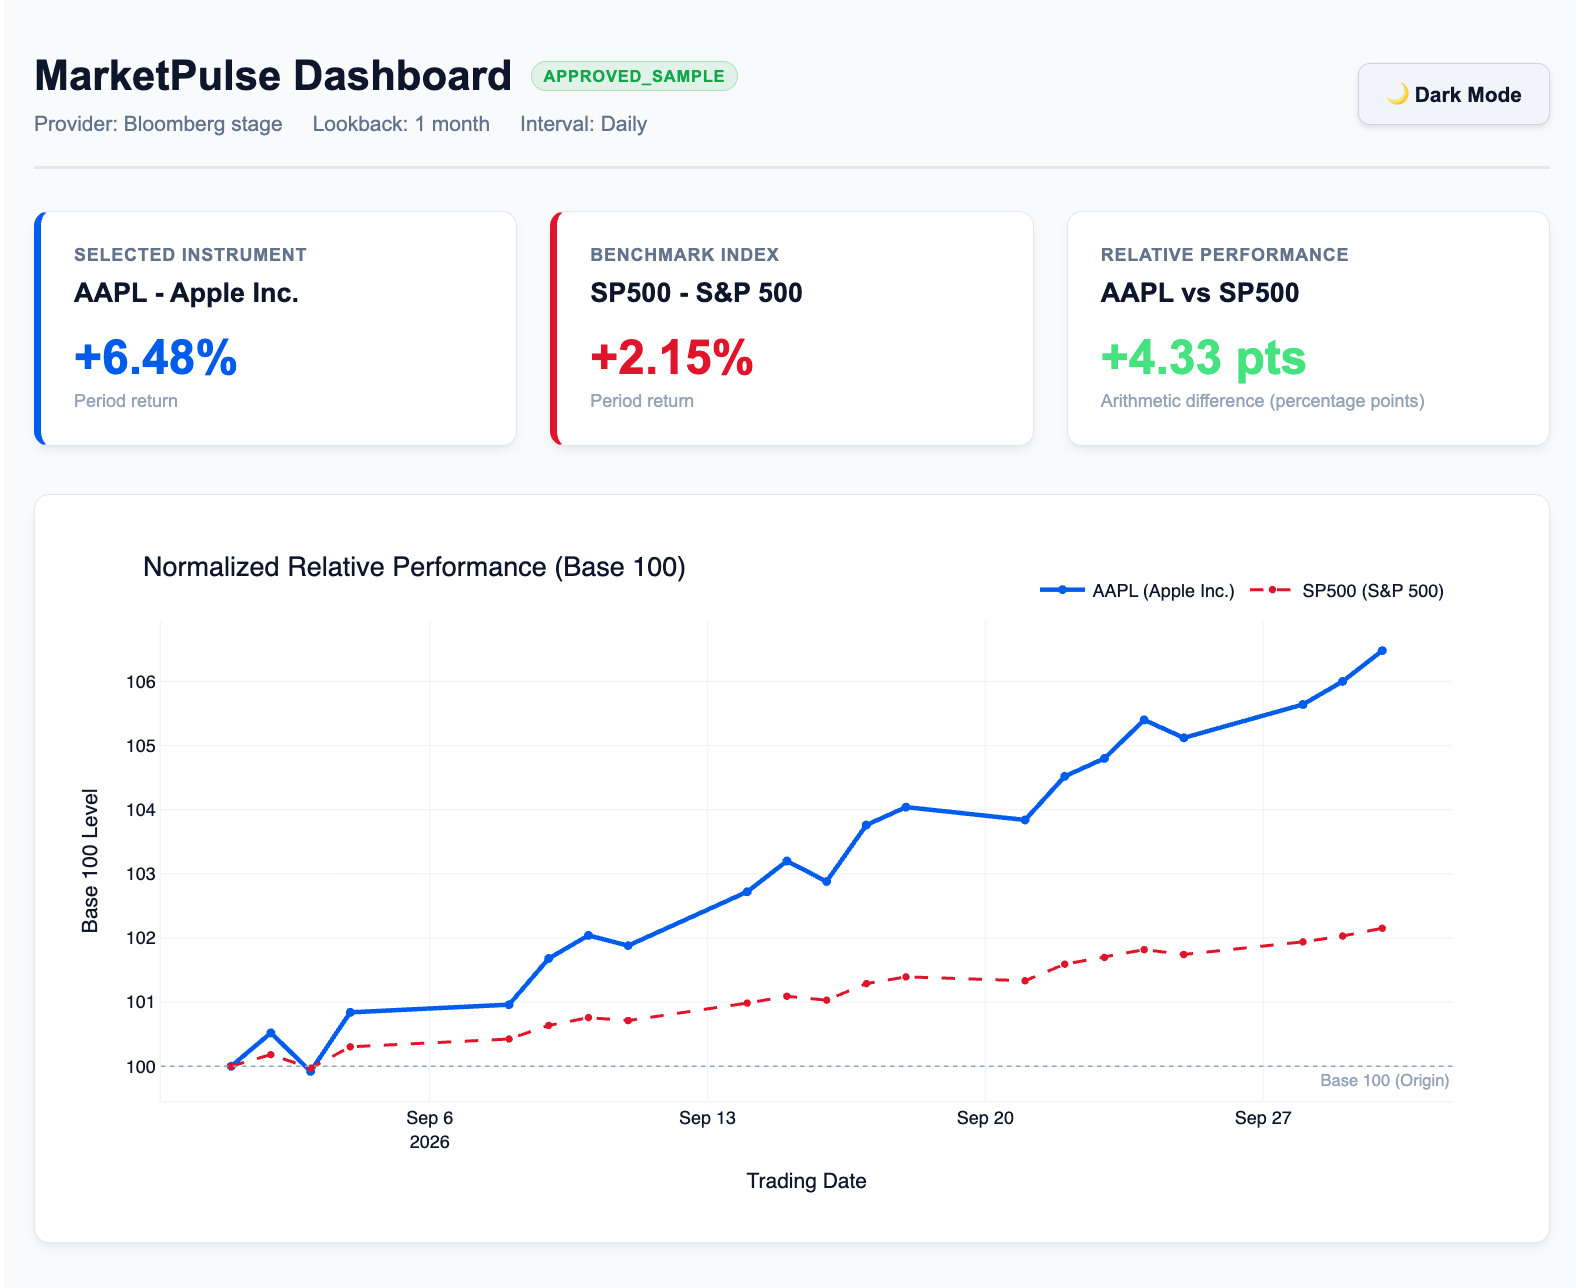 MarketPulse Dashboard APPROVED_SAMPLE
Provider: Bloomberg stage Lookback: 1 month Interval: Daily
🌙 Dark Mode
SELECTED INSTRUMENT
AAPL - Apple Inc.
+6.48%
Period return
BENCHMARK INDEX
SP500 - S&P 500
+2.15%
Period return
RELATIVE PERFORMANCE
AAPL vs SP500
+4.33 pts
Arithmetic difference (percentage points)
Normalized Relative Performance (Base 100)
AAPL (Apple Inc.) SP500 (S&P 500)
Base 100 Level
106
105
104
103
102
101
100
Base 100 (Origin)
Sep 6 Sep 13 Sep 20 Sep 27
2026
Trading Date